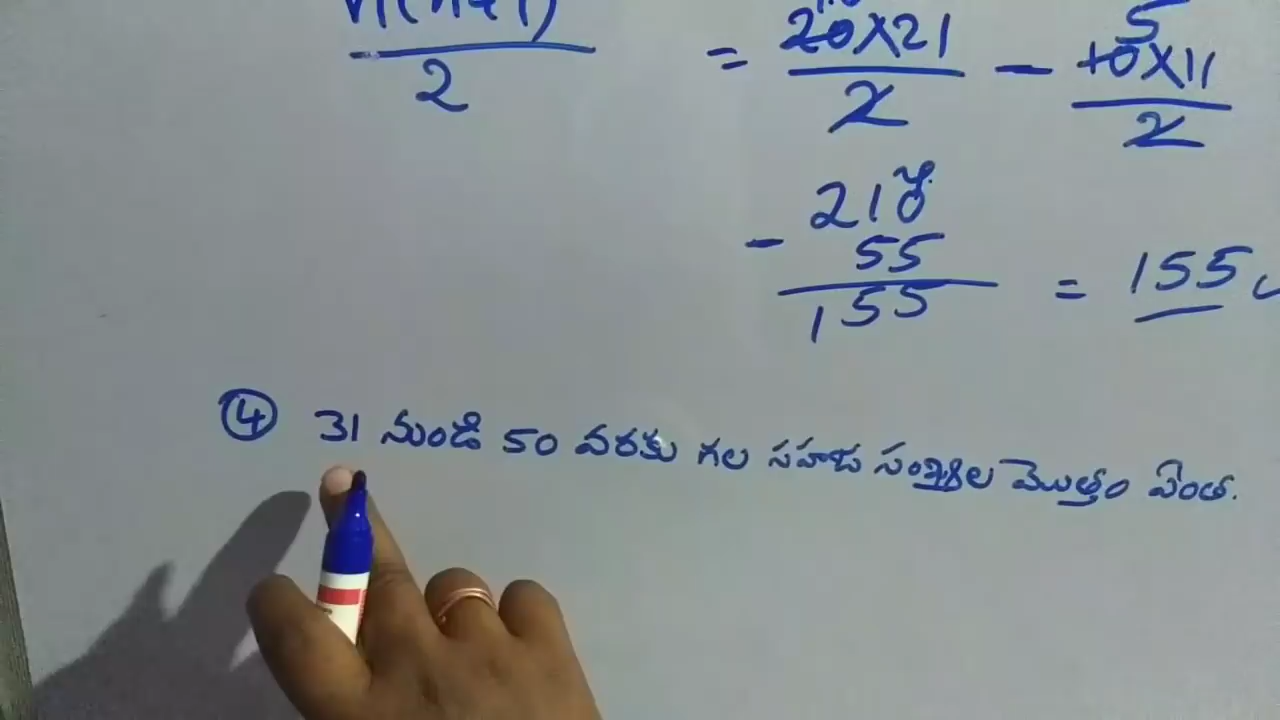 n(n+1)
2
= 20×21 / 2 − 10×11 / 2
5
210
- 55
155 = 155
④ 31 నుండి 50 వరకు గల సహజ సంఖ్యల మొత్తం ఏంత.